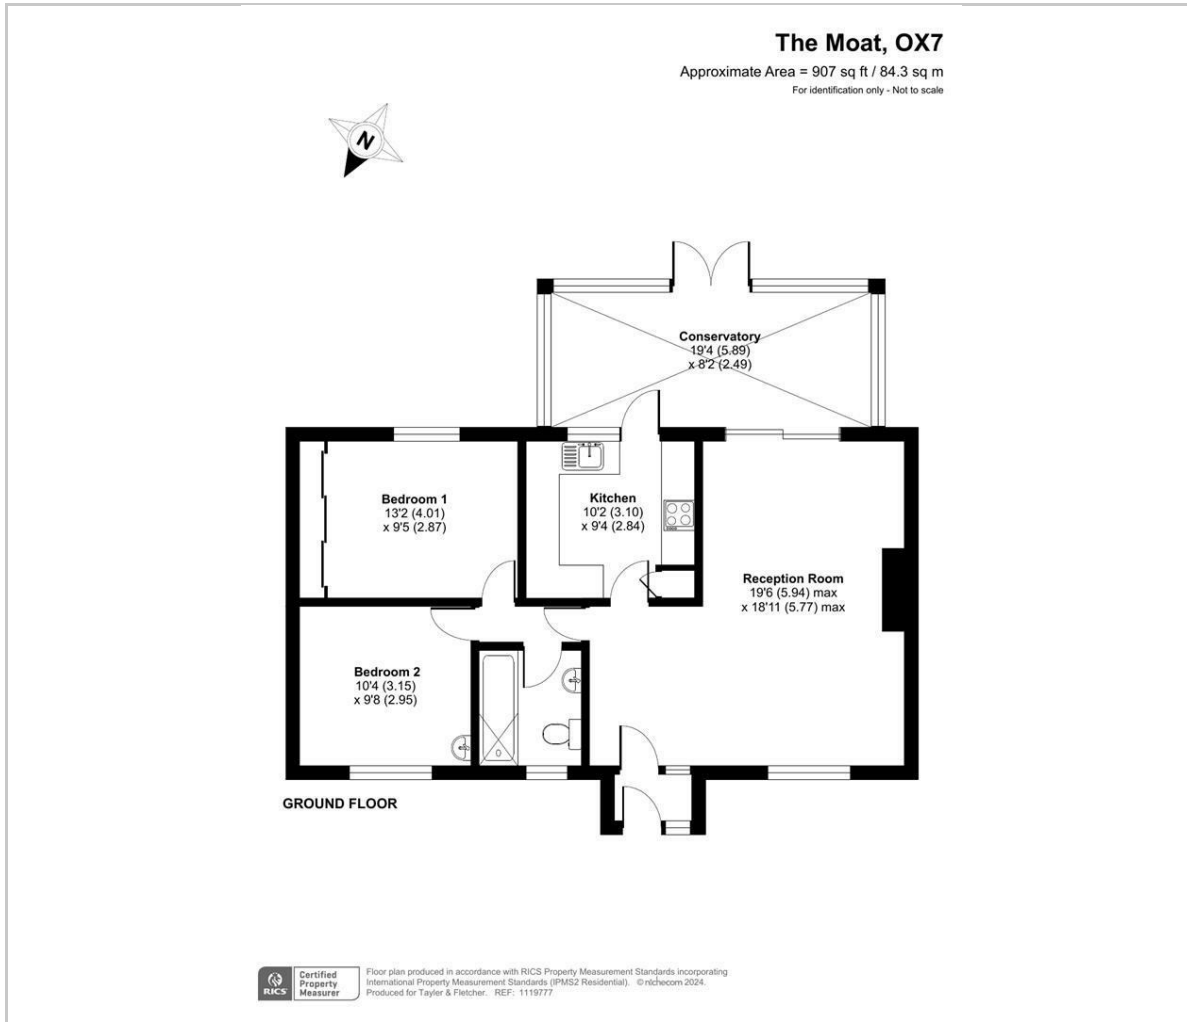 The Moat, OX7
Approximate Area = 907 sq ft / 84.3 sq m
For identification only - Not to scale
N
Conservatory
19'4 (5.89)
x 8'2 (2.49)
Bedroom 1
13'2 (4.01)
x 9'5 (2.87)
Kitchen
10'2 (3.10)
x 9'4 (2.84)
Reception Room
19'6 (5.94) max
x 18'11 (5.77) max
Bedroom 2
10'4 (3.15)
x 9'8 (2.95)
GROUND FLOOR
RICS
Certified
Property
Measurer
Floor plan produced in accordance with RICS Property Measurement Standards incorporating
International Property Measurement Standards (IPMS2 Residential). © nichecom 2024.
Produced for Tayler & Fletcher. REF: 1119777